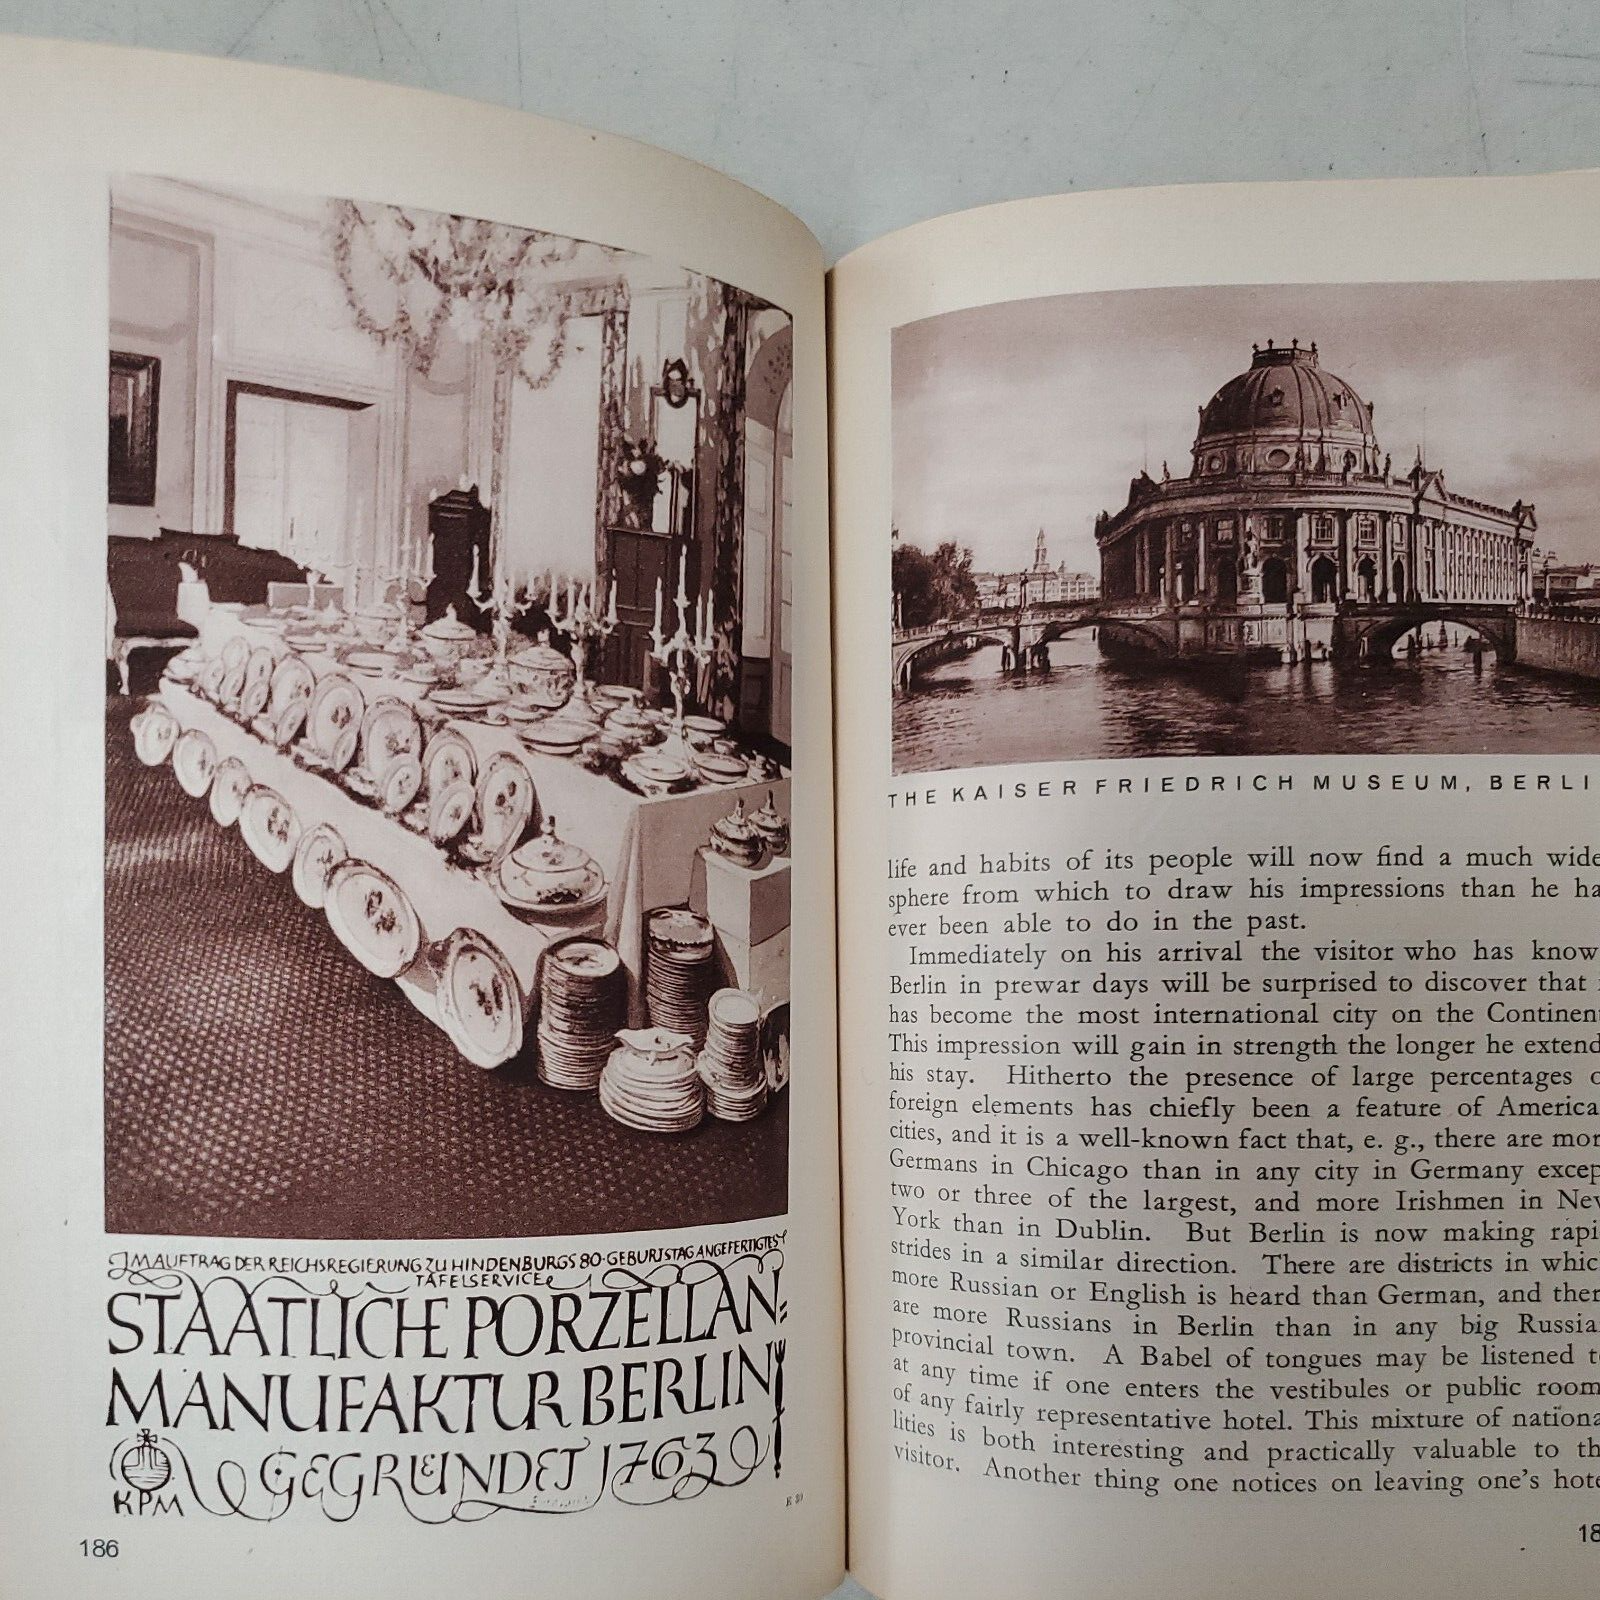 IM AUFTRAG DER REICHSREGIERUNG ZU HINDENBURGS 80. GEBURTSTAG ANGEFERTIGTES
TAFELSERVICE
STAATLICHE PORZELLAN=
MANUFAKTUR BERLIN
GEGRUENDET 1763
KPM
186
THE KAISER FRIEDRICH MUSEUM, BERLI
life and habits of its people will now find a much wide
sphere from which to draw his impressions than he ha
ever been able to do in the past.
Immediately on his arrival the visitor who has know
Berlin in prewar days will be surprised to discover that i
has become the most international city on the Continent
This impression will gain in strength the longer he extend
his stay. Hitherto the presence of large percentages o
foreign elements has chiefly been a feature of America
cities, and it is a well-known fact that, e. g., there are mor
Germans in Chicago than in any city in Germany excep
two or three of the largest, and more Irishmen in New
York than in Dublin. But Berlin is now making rapi
strides in a similar direction. There are districts in which
more Russian or English is heard than German, and ther
are more Russians in Berlin than in any big Russia
provincial town. A Babel of tongues may be listened t
at any time if one enters the vestibules or public room
of any fairly representative hotel. This mixture of nationa
lities is both interesting and practically valuable to th
visitor. Another thing one notices on leaving one's hote
18